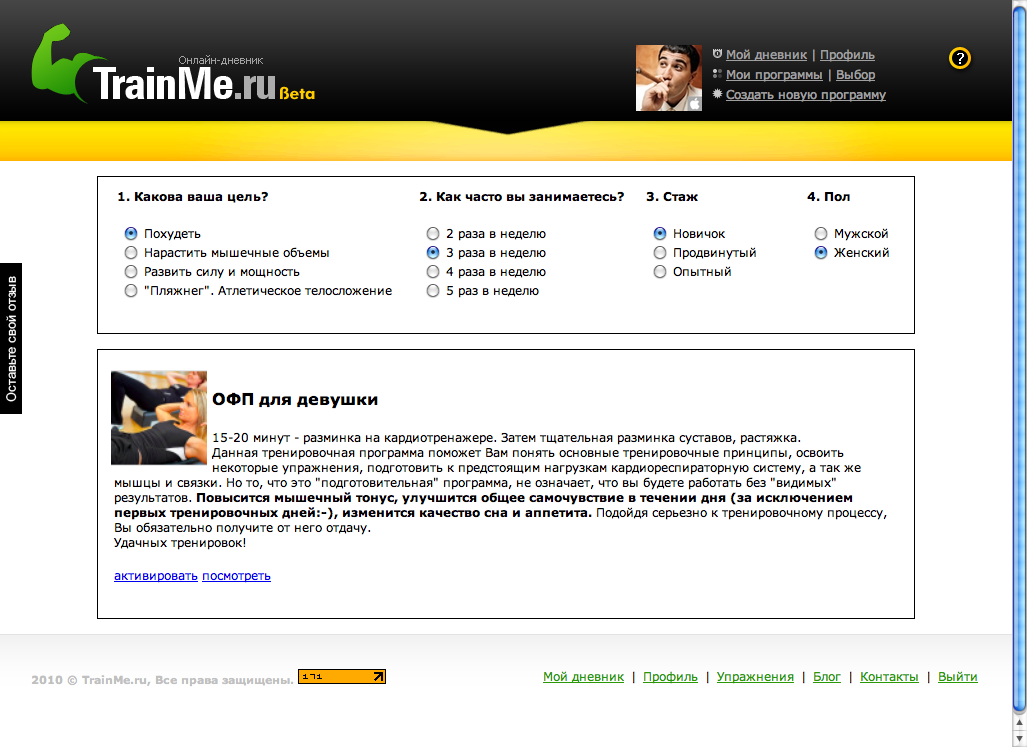 Онлайн-дневник
TrainMe.ru Beta
Мой дневник | Профиль
Мои программы | Выбор
Создать новую программу
?
1. Какова ваша цель?
Похудеть
Нарастить мышечные объемы
Развить силу и мощность
"Пляжнег". Атлетическое телосложение
2. Как часто вы занимаетесь?
2 раза в неделю
3 раза в неделю
4 раза в неделю
5 раз в неделю
3. Стаж
Новичок
Продвинутый
Опытный
4. Пол
Мужской
Женский
Оставьте свой отзыв
ОФП для девушки
15-20 минут - разминка на кардиотренажере. Затем тщательная разминка суставов, растяжка.
Данная тренировочная программа поможет Вам понять основные тренировочные принципы, освоить
некоторые упражнения, подготовить к предстоящим нагрузкам кардиореспираторную систему, а так же
мышцы и связки. Но то, что это "подготовительная" программа, не означает, что вы будете работать без "видимых"
результатов. Повысится мышечный тонус, улучшится общее самочувствие в течении дня (за исключением
первых тренировочных дней:-), изменится качество сна и аппетита. Подойдя серьезно к тренировочному процессу,
Вы обязательно получите от него отдачу.
Удачных тренировок!
активировать посмотреть
2010 © TrainMe.ru, Все права защищены.
171
Мой дневник | Профиль | Упражнения | Блог | Контакты | Выйти